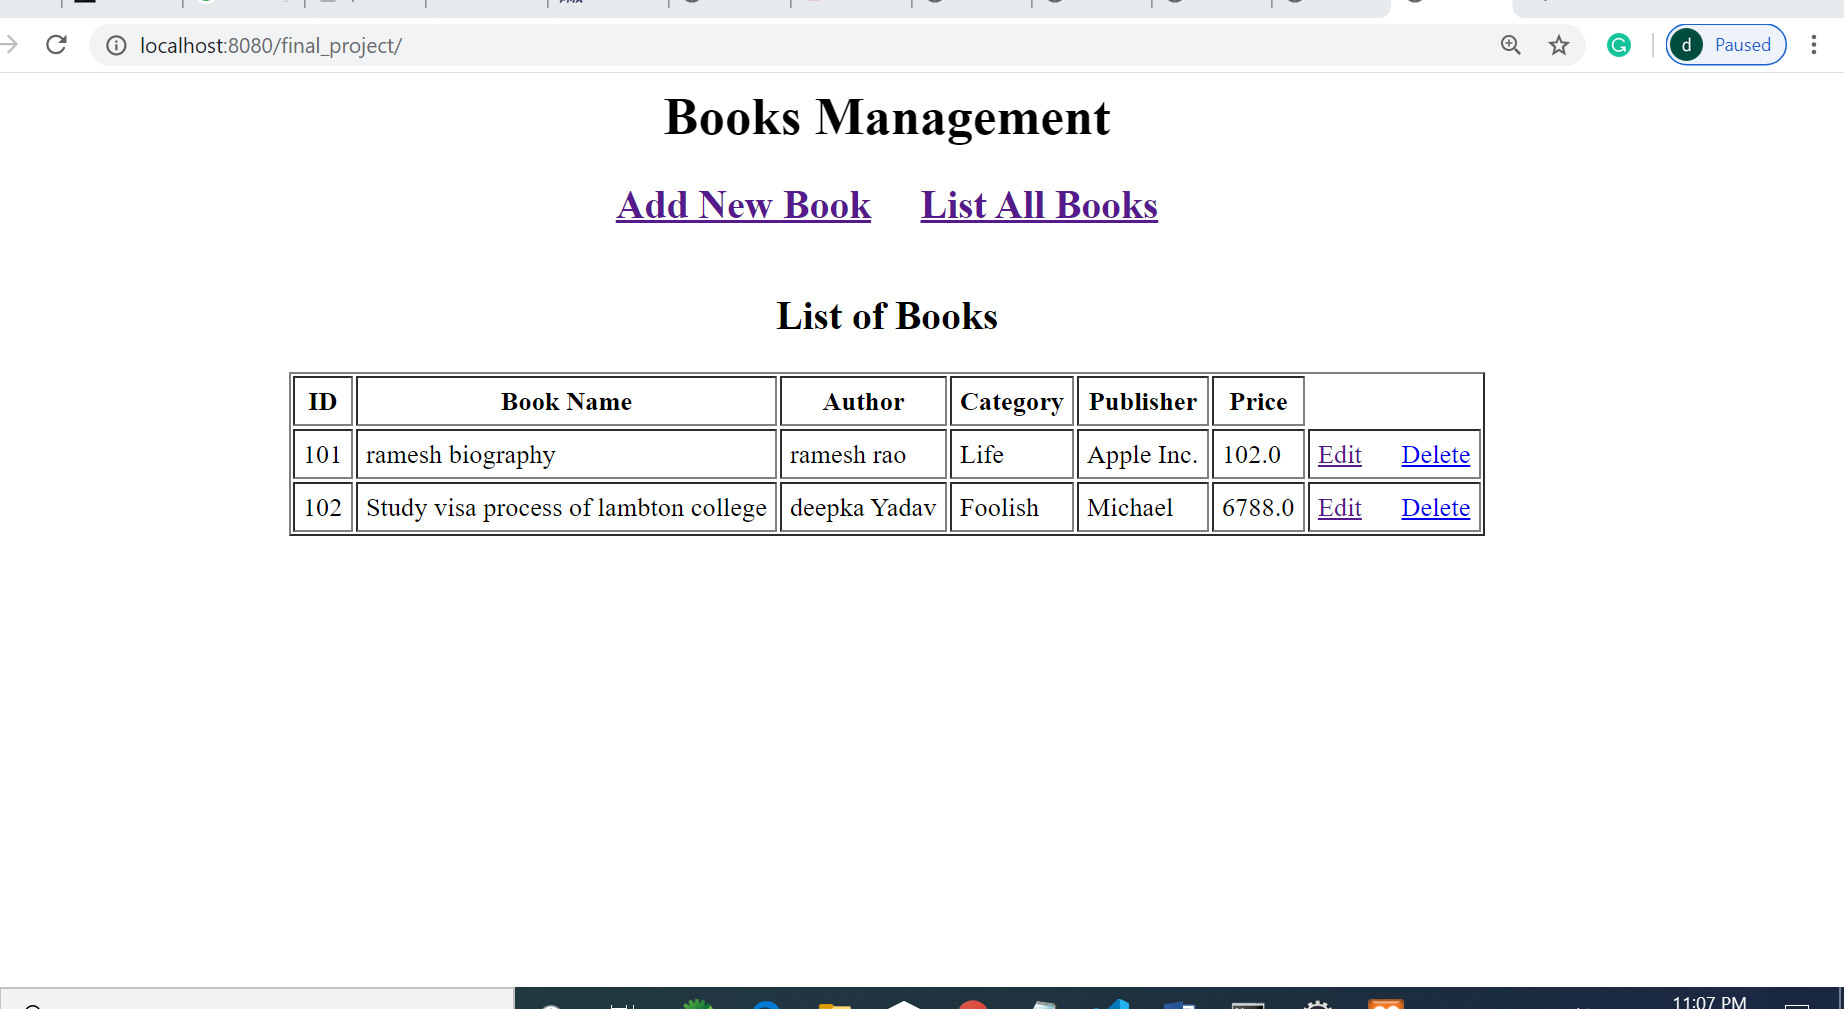 localhost:8080/final_project/
d Paused
Books Management
Add New Book List All Books
List of Books
ID Book Name Author Category Publisher Price
101 ramesh biography ramesh rao Life Apple Inc. 102.0 Edit Delete
102 Study visa process of lambton college deepka Yadav Foolish Michael 6788.0 Edit Delete
11:07 PM